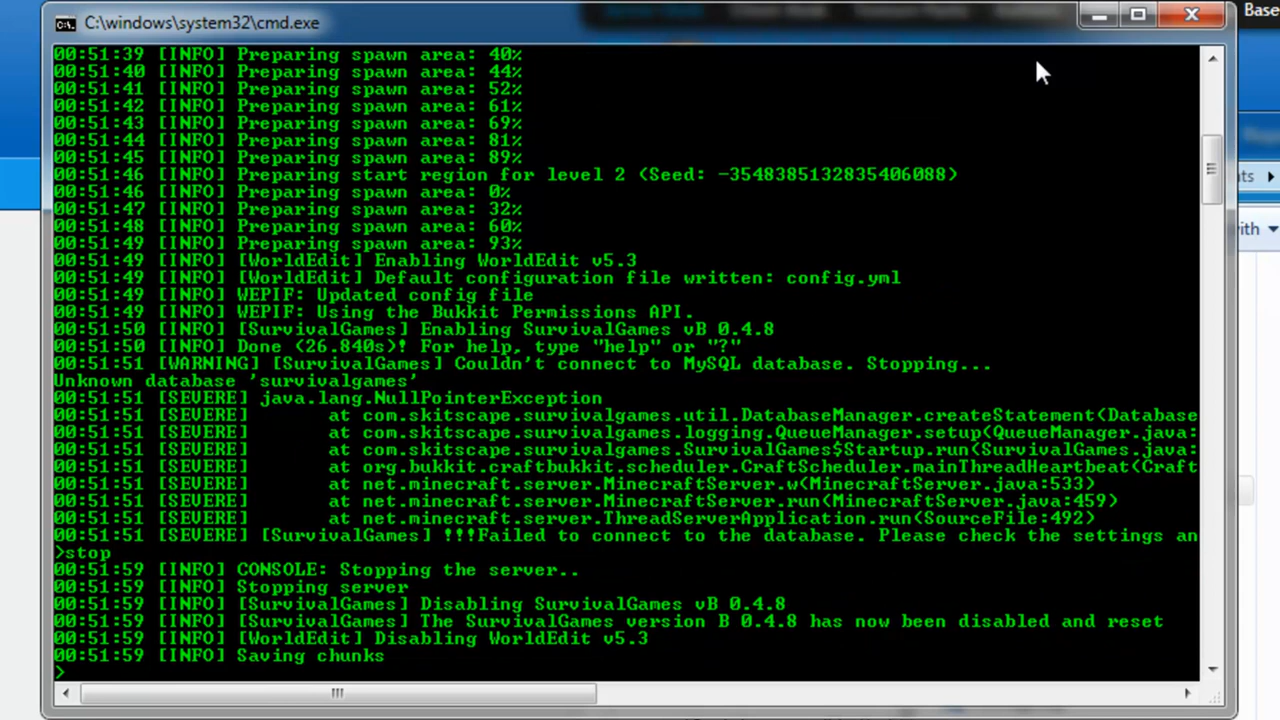 C:\windows\system32\cmd.exe
Base
00:51:39 [INFO] Preparing spawn area: 40%
00:51:40 [INFO] Preparing spawn area: 44%
00:51:41 [INFO] Preparing spawn area: 52%
00:51:42 [INFO] Preparing spawn area: 61%
00:51:43 [INFO] Preparing spawn area: 69%
00:51:44 [INFO] Preparing spawn area: 81%
00:51:45 [INFO] Preparing spawn area: 89%
00:51:46 [INFO] Preparing start region for level 2 (Seed: -3548385132835406088)
00:51:46 [INFO] Preparing spawn area: 0%
00:51:47 [INFO] Preparing spawn area: 32%
00:51:48 [INFO] Preparing spawn area: 60%
00:51:49 [INFO] Preparing spawn area: 93%
00:51:49 [INFO] [WorldEdit] Enabling WorldEdit v5.3
00:51:49 [INFO] [WorldEdit] Default configuration file written: config.yml
00:51:49 [INFO] WEPIF: Updated config file
00:51:49 [INFO] WEPIF: Using the Bukkit Permissions API.
00:51:50 [INFO] [SurvivalGames] Enabling SurvivalGames vB 0.4.8
00:51:50 [INFO] Done (26.840s)! For help, type "help" or "?"
00:51:51 [WARNING] [SurvivalGames] Couldn't connect to MySQL database. Stopping...
Unknown database 'survivalgames'
00:51:51 [SEVERE] java.lang.NullPointerException
00:51:51 [SEVERE] at com.skitscape.survivalgames.util.DatabaseManager.createStatement(Database
00:51:51 [SEVERE] at com.skitscape.survivalgames.logging.QueueManager.setup(QueueManager.java:
00:51:51 [SEVERE] at com.skitscape.survivalgames.SurvivalGames$Startup.run(SurvivalGames.java:
00:51:51 [SEVERE] at org.bukkit.craftbukkit.scheduler.CraftScheduler.mainThreadHeartbeat(Craft
00:51:51 [SEVERE] at net.minecraft.server.MinecraftServer.w(MinecraftServer.java:533)
00:51:51 [SEVERE] at net.minecraft.server.MinecraftServer.run(MinecraftServer.java:459)
00:51:51 [SEVERE] at net.minecraft.server.ThreadServerApplication.run(SourceFile:492)
00:51:51 [SEVERE] [SurvivalGames] !!!Failed to connect to the database. Please check the settings an
>stop
00:51:59 [INFO] CONSOLE: Stopping the server..
00:51:59 [INFO] Stopping server
00:51:59 [INFO] [SurvivalGames] Disabling SurvivalGames vB 0.4.8
00:51:59 [INFO] [SurvivalGames] The SurvivalGames version B 0.4.8 has now been disabled and reset
00:51:59 [INFO] [WorldEdit] Disabling WorldEdit v5.3
00:51:59 [INFO] Saving chunks
>